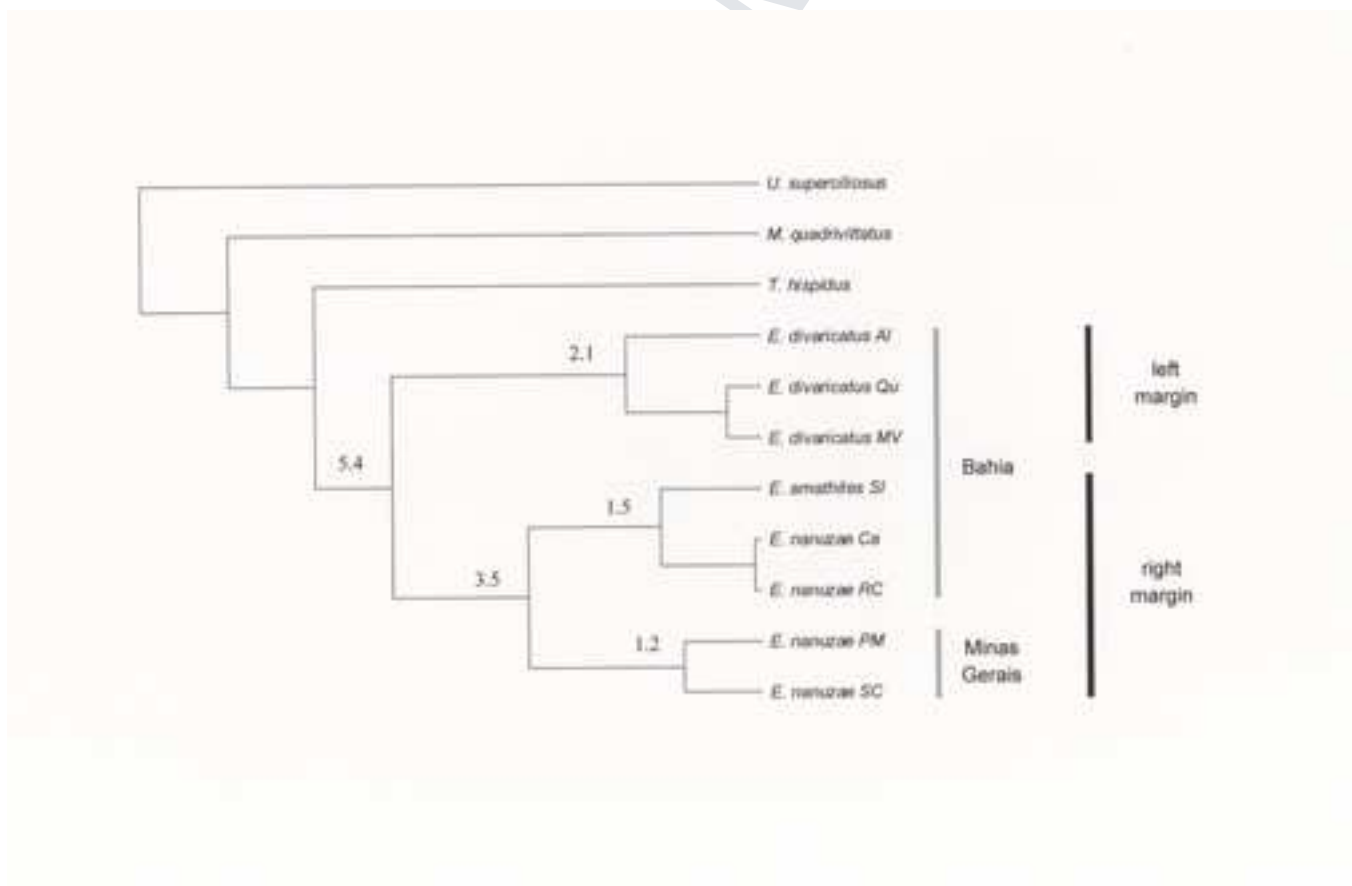 U. superciliosus
M. quadrivittatus
T. hispidus
E. divaricatus AI
2.1
E. divaricatus Qu
left
margin
E. divaricatus MV
5.4
Bahia
E. amathites SI
1.5
E. nanuzae Ca
3.5
right
margin
E. nanuzae RC
E. nanuzae PM
1.2
Minas
Gerais
E. nanuzae SC